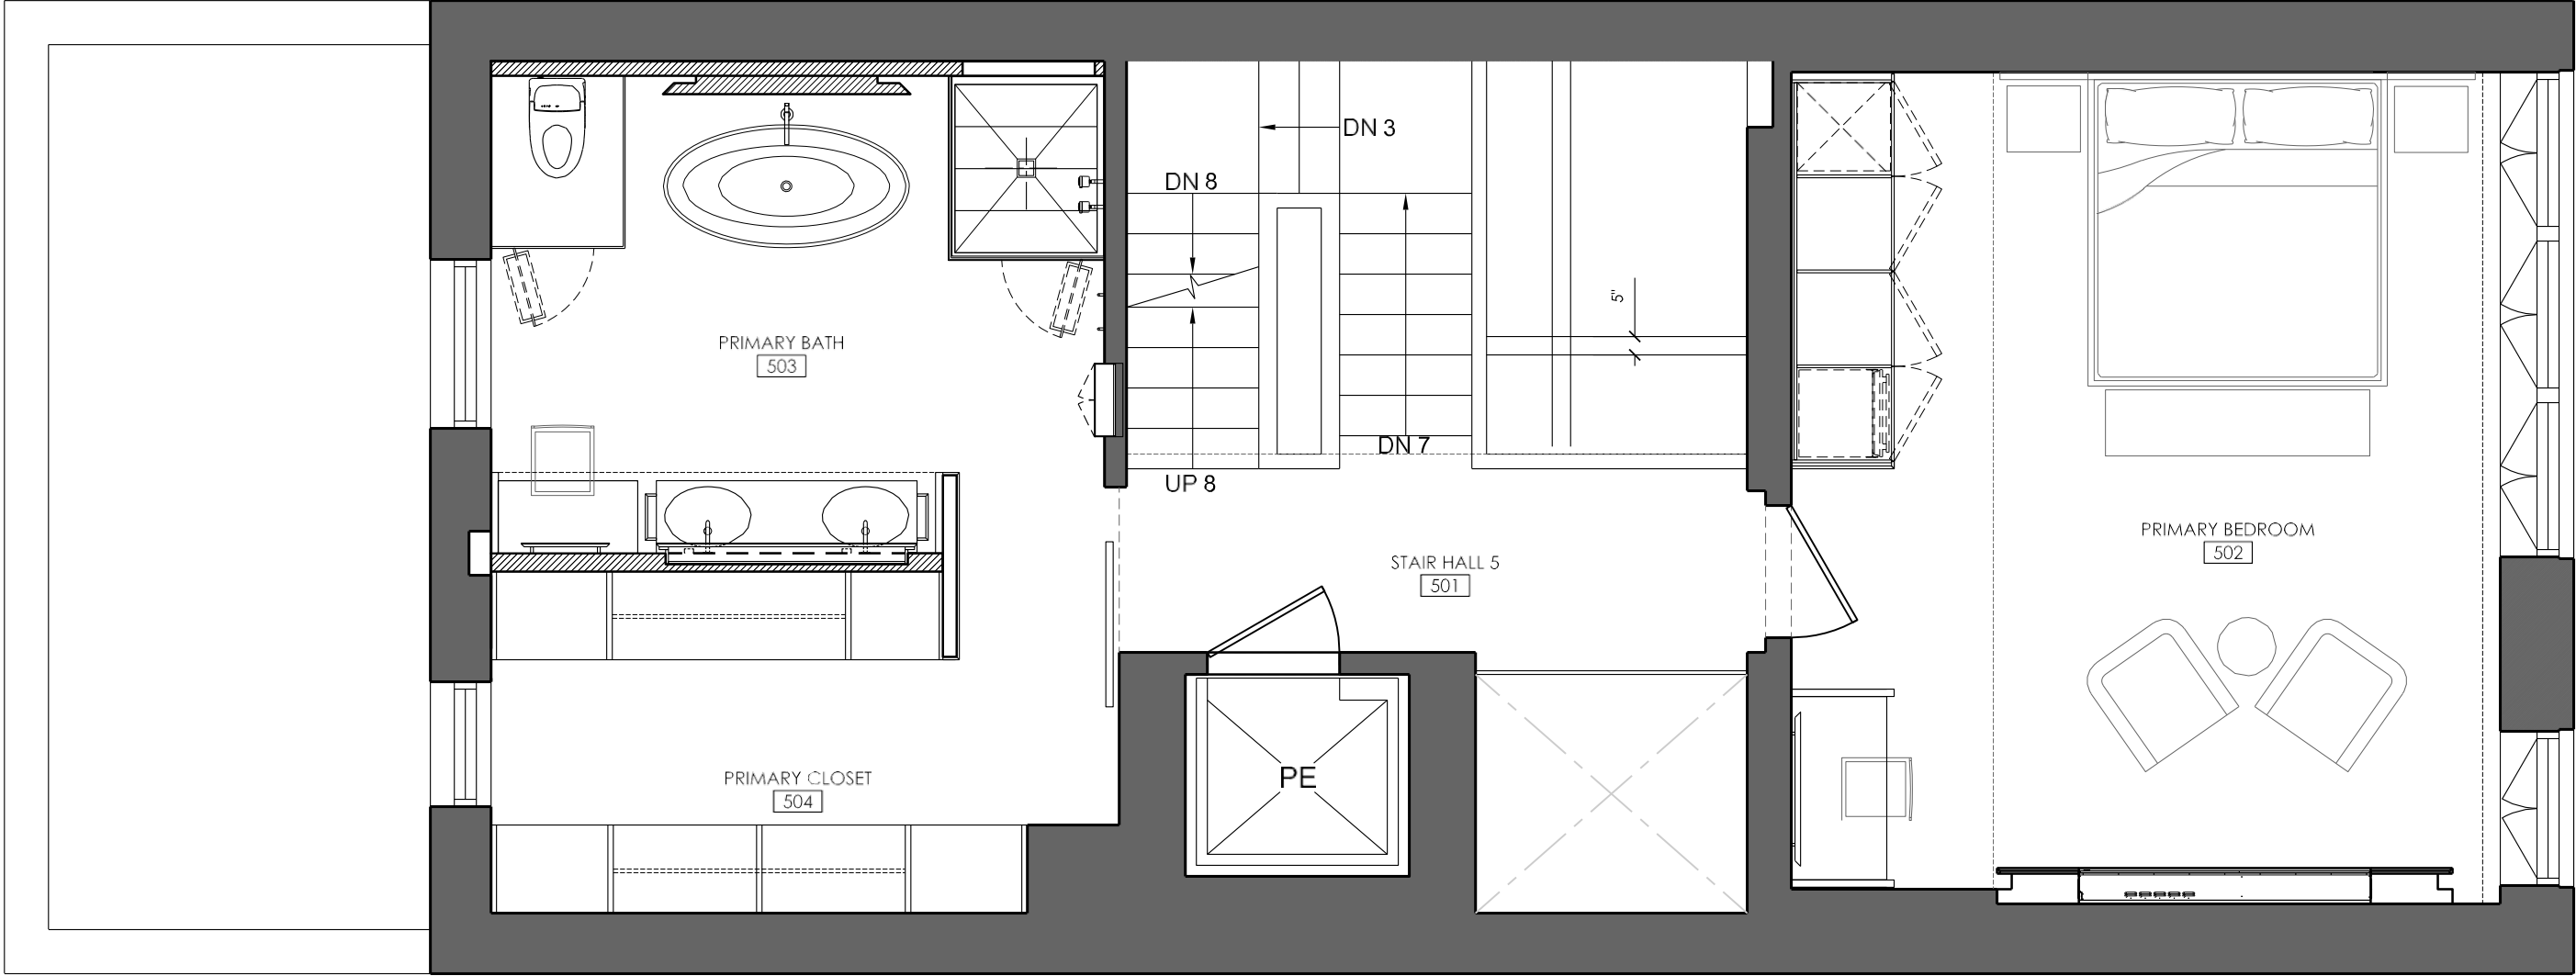 DN 3
DN 8
5"
PRIMARY BATH
503
DN 7
UP 8
PRIMARY BEDROOM
502
STAIR HALL 5
501
PE
PRIMARY CLOSET
504